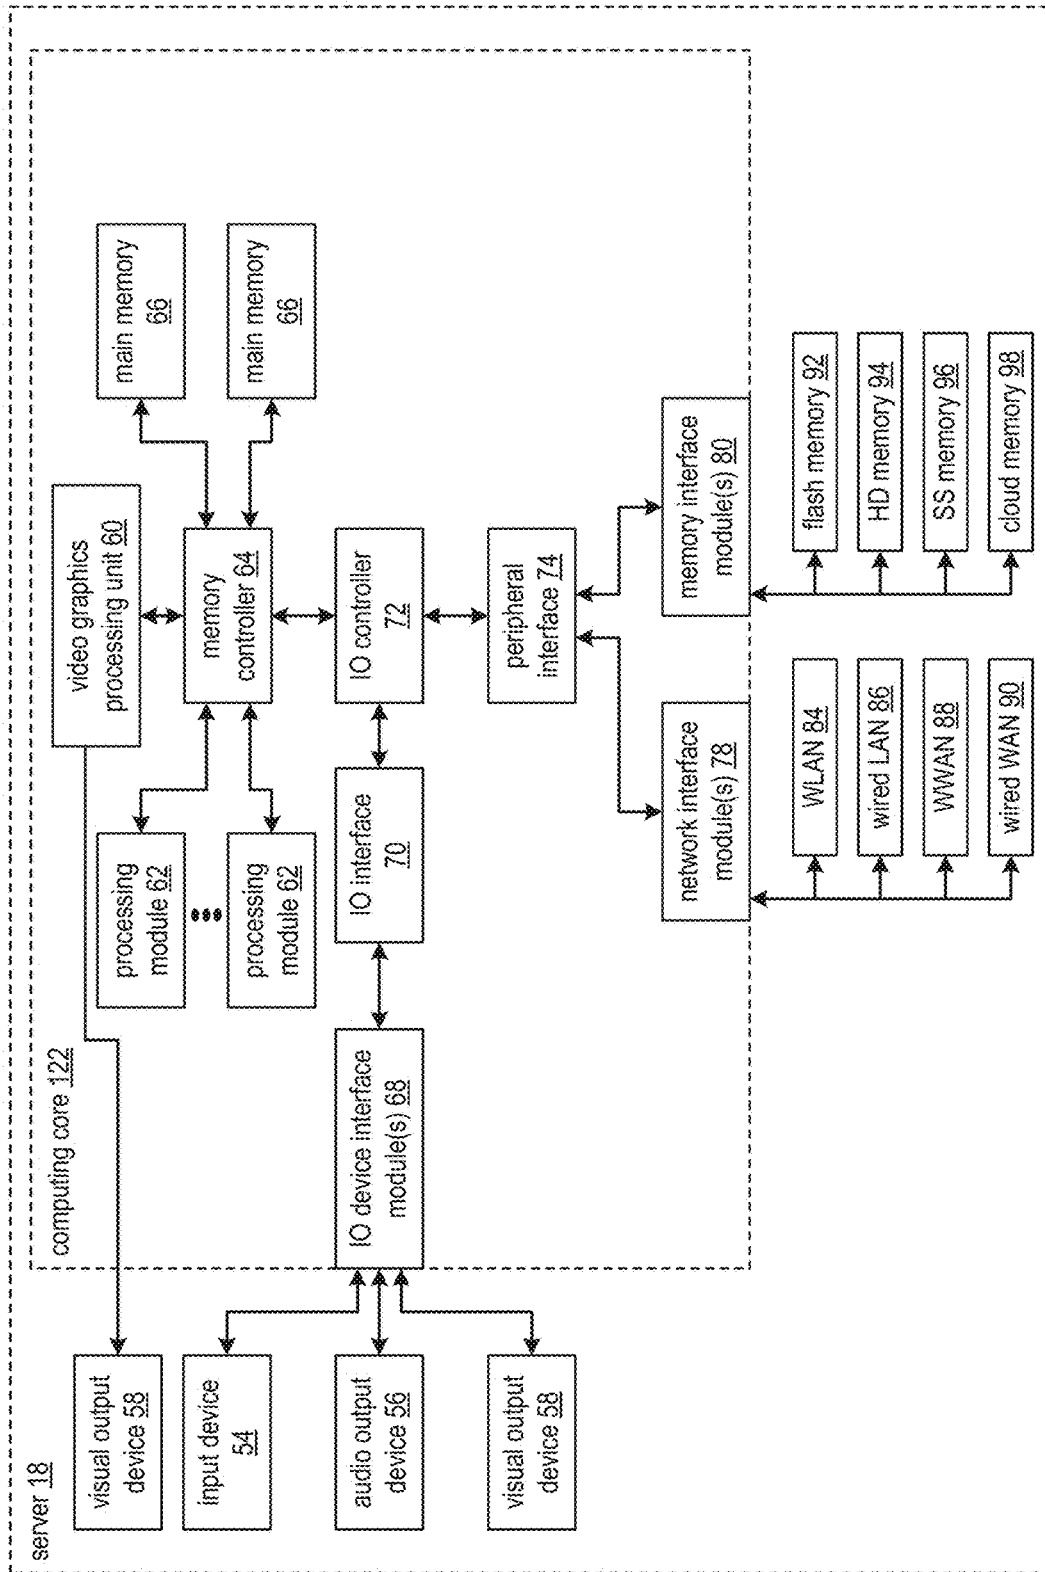 server 18
computing core 122
visual output
device 58
input device
54
audio output
device 56
visual output
device 58
IO device interface
module(s) 68
processing
module 62
processing
module 62
IO interface
70
video graphics
processing unit 60
memory
controller 64
IO controller
72
peripheral
interface 74
main memory
66
main memory
66
network interface
module(s) 78
memory interface
module(s) 80
WLAN 84
wired LAN 86
WWAN 88
wired WAN 90
flash memory 92
HD memory 94
SS memory 96
cloud memory 98